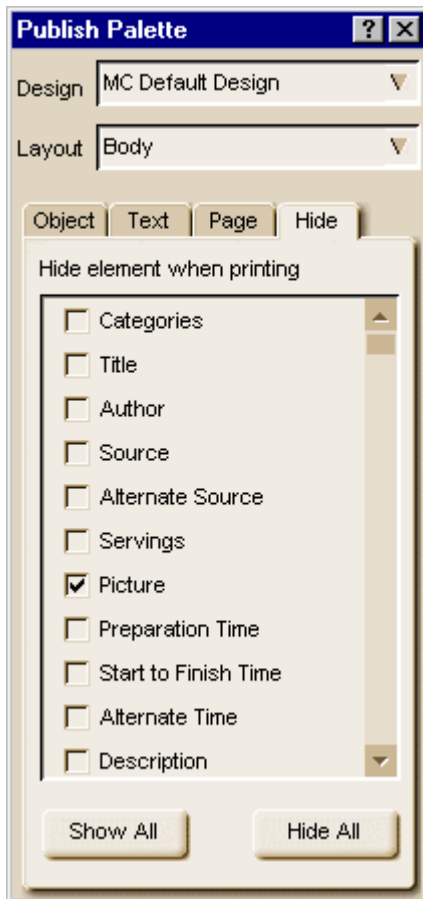 Publish Palette ? X
Design MC Default Design
Layout Body
Object Text Page Hide
Hide element when printing
Categories
Title
Author
Source
Alternate Source
Servings
Picture
Preparation Time
Start to Finish Time
Alternate Time
Description
Show All Hide All